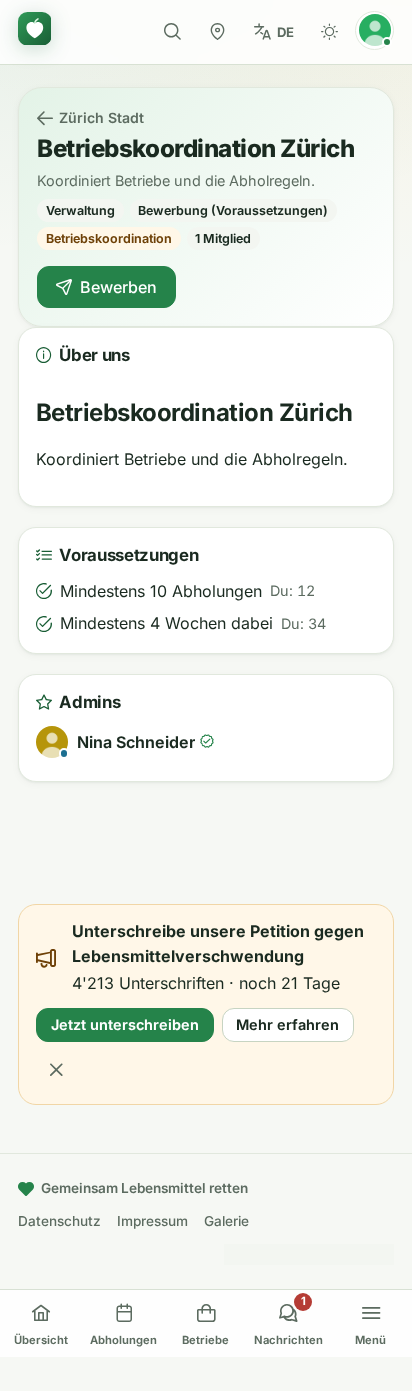 DE
Zürich Stadt
Betriebskoordination Zürich
Koordiniert Betriebe und die Abholregeln.
Verwaltung Bewerbung (Voraussetzungen)
Betriebskoordination 1 Mitglied
Bewerben
Über uns
Betriebskoordination Zürich
Koordiniert Betriebe und die Abholregeln.
Voraussetzungen
Mindestens 10 Abholungen Du: 12
Mindestens 4 Wochen dabei Du: 34
Admins
Nina Schneider
Unterschreibe unsere Petition gegen
Lebensmittelverschwendung
4'213 Unterschriften · noch 21 Tage
Jetzt unterschreiben Mehr erfahren
Gemeinsam Lebensmittel retten
Datenschutz Impressum Galerie
1
Übersicht Abholungen Betriebe Nachrichten Menü